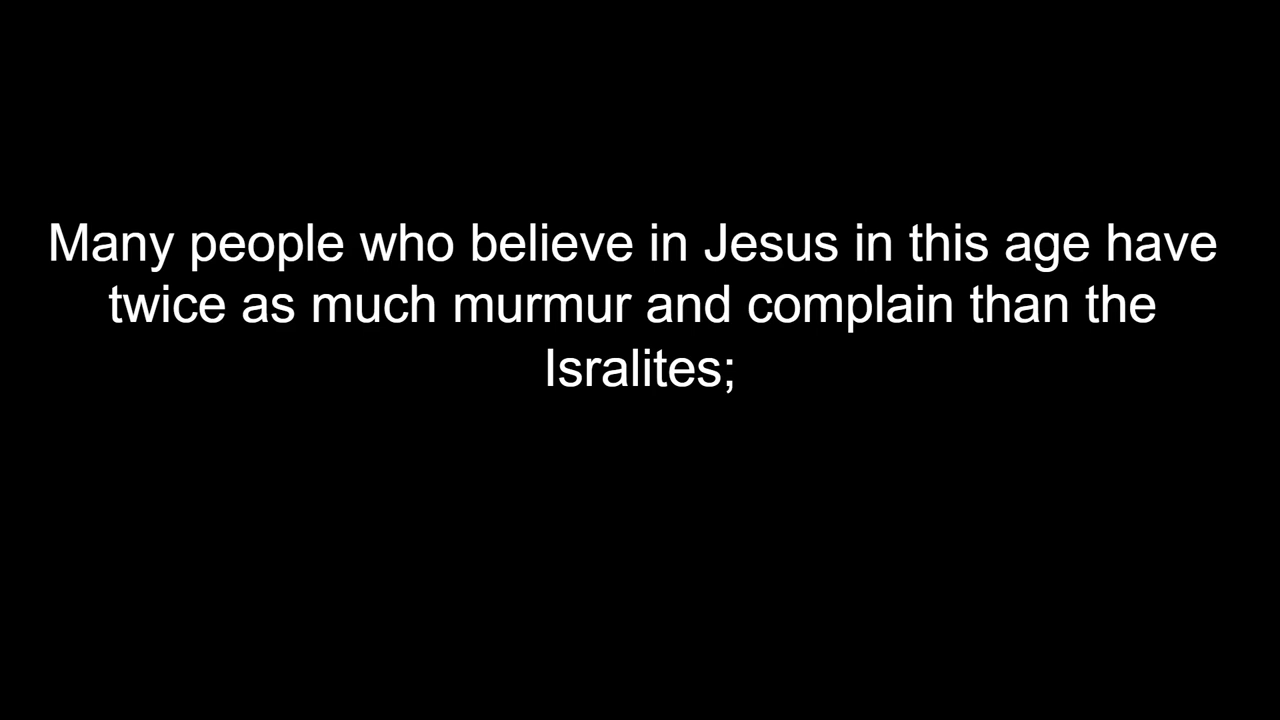 Many people who believe in Jesus in this age have
twice as much murmur and complain than the
Isralites;